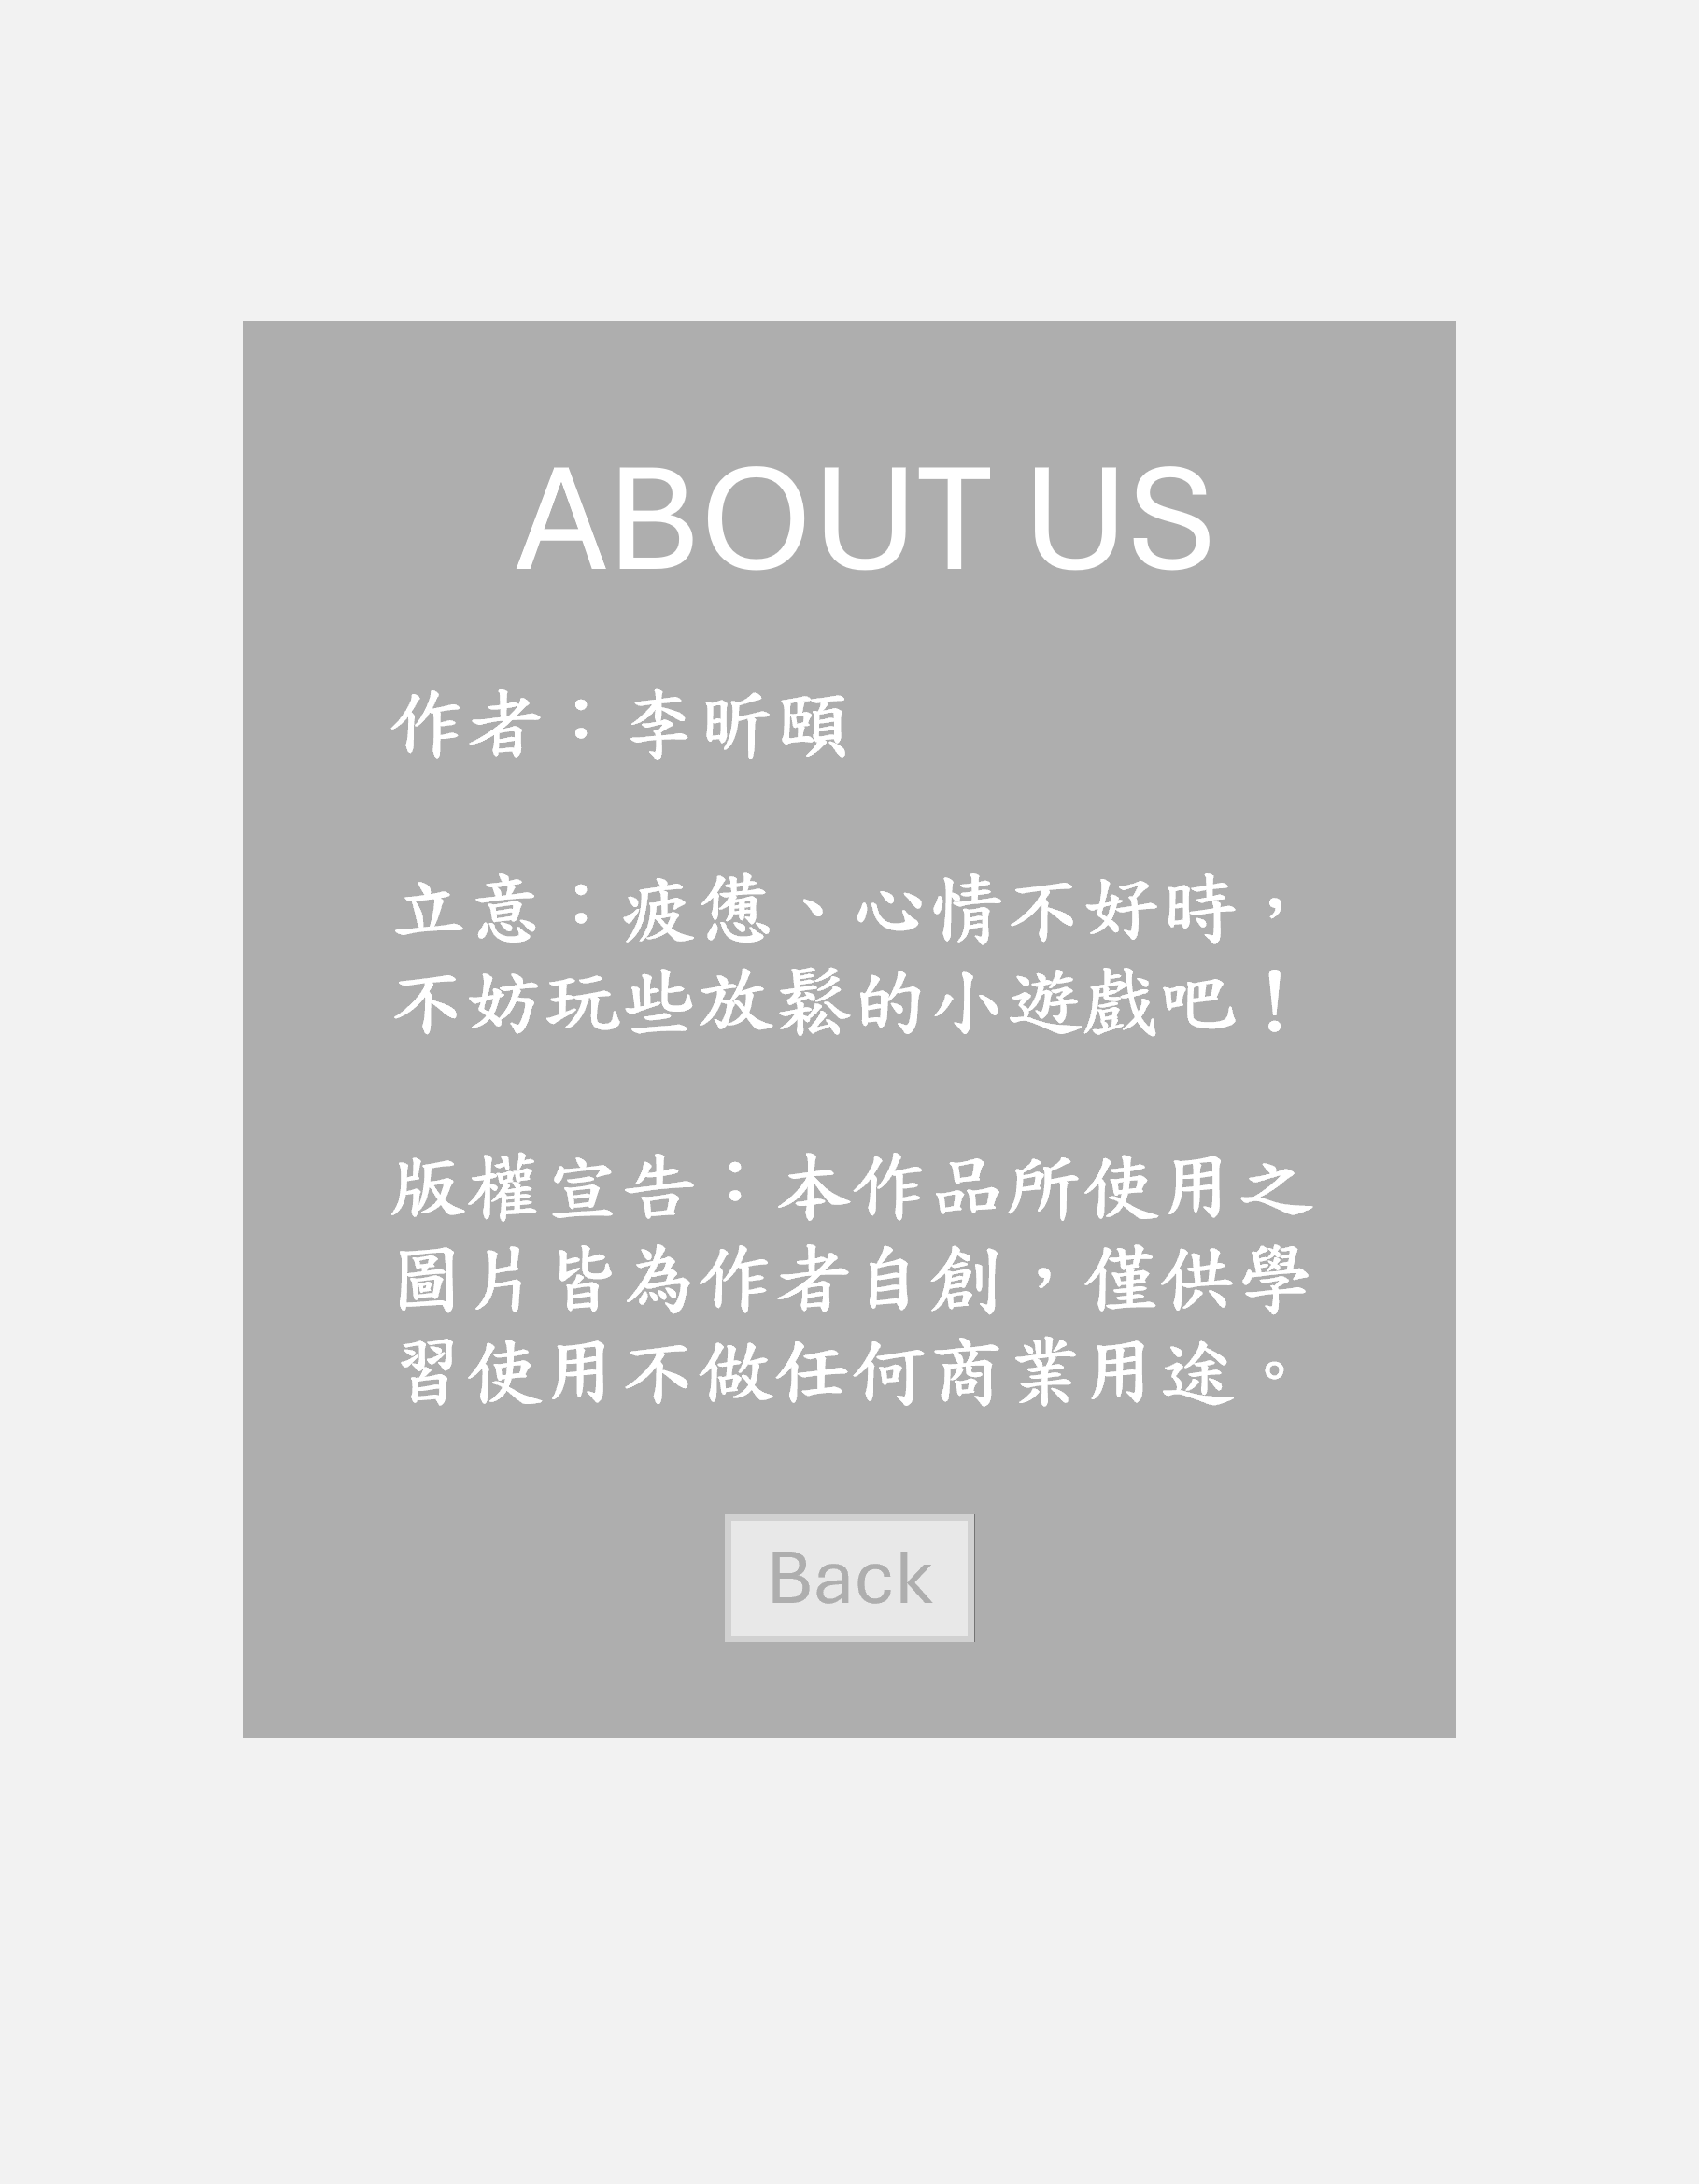 ABOUT US
作者：李昕頤
立意：疲憊、心情不好時，
不妨玩些放鬆的小遊戲吧！
版權宣告：本作品所使用之
圖片皆為作者自創，僅供學
習使用不做任何商業用途。
Back